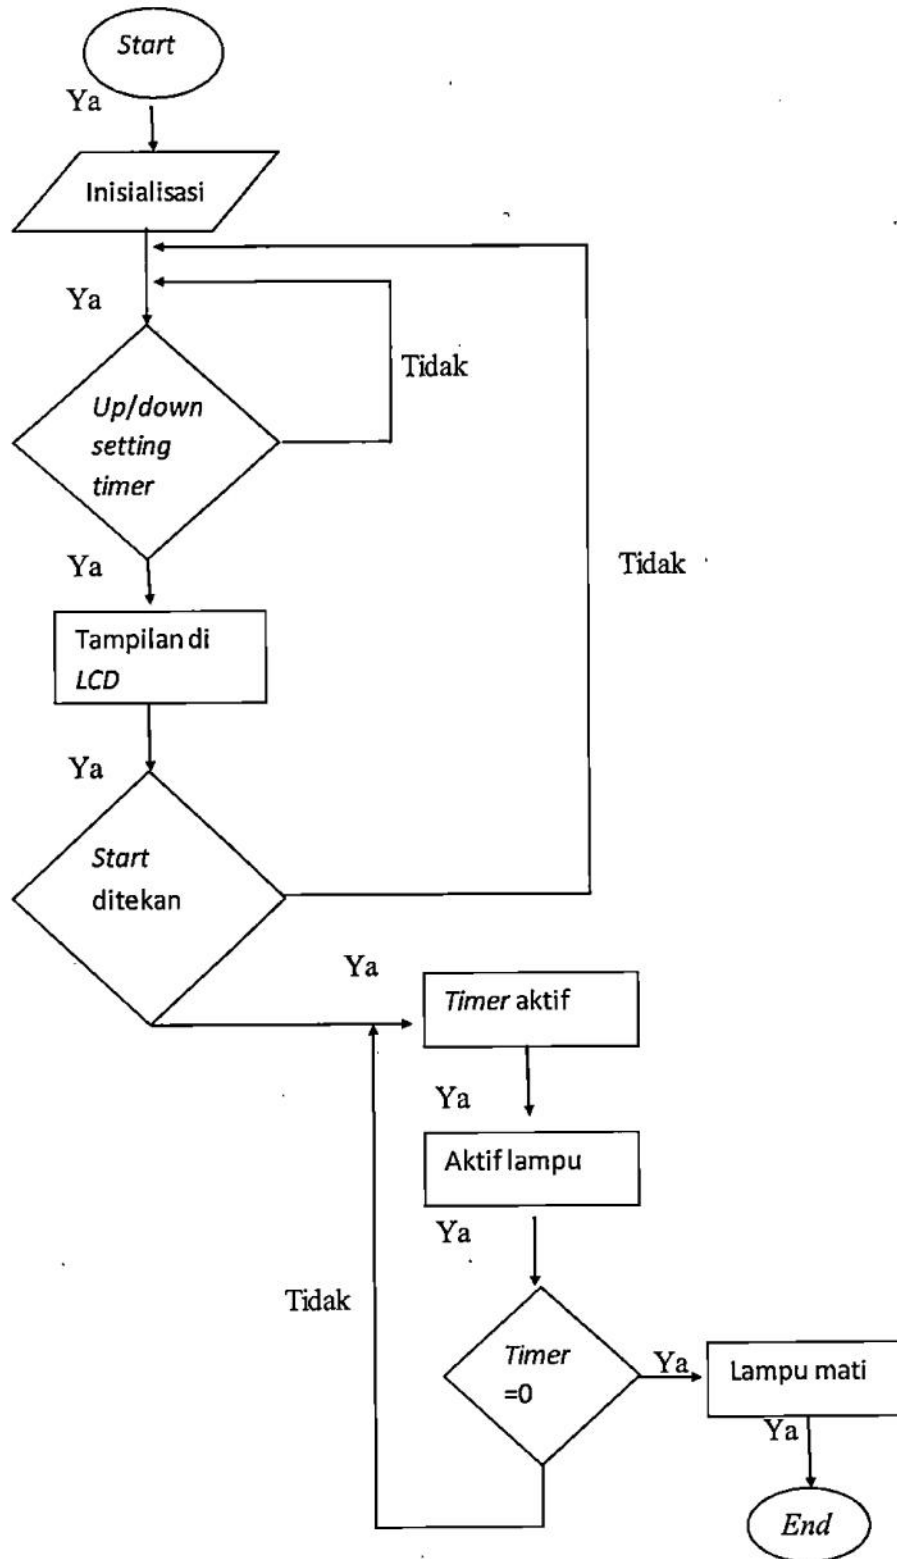 Start
Ya
Inisialisasi
Ya
Tidak
Up/down
setting
timer
Ya
Tidak
Tampilan di
LCD
Ya
Start
ditekan
Ya
Timer aktif
Ya
Aktif lampu
Ya
Tidak
Timer
=0
Ya
Lampu mati
Ya
End